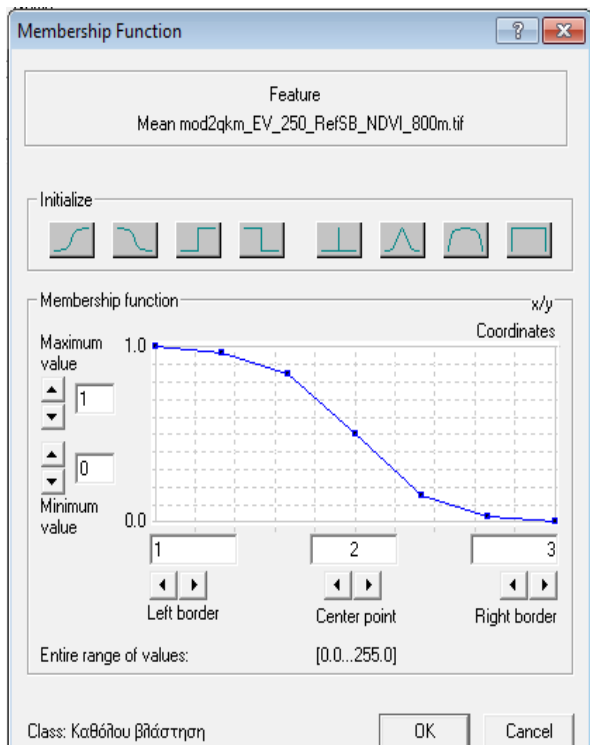 Membership Function
Feature
Mean mod2qkm_EV_250_RefSB_NDVI_800m.tif
Initialize
Membership function
x/y
Coordinates
Maximum
value
1
0
Minimum
value
1.0
0.0
1
2
3
Left border
Center point
Right border
Entire range of values:
[0.0...255.0]
Class: Καθόλου βλάστηση
OK
Cancel